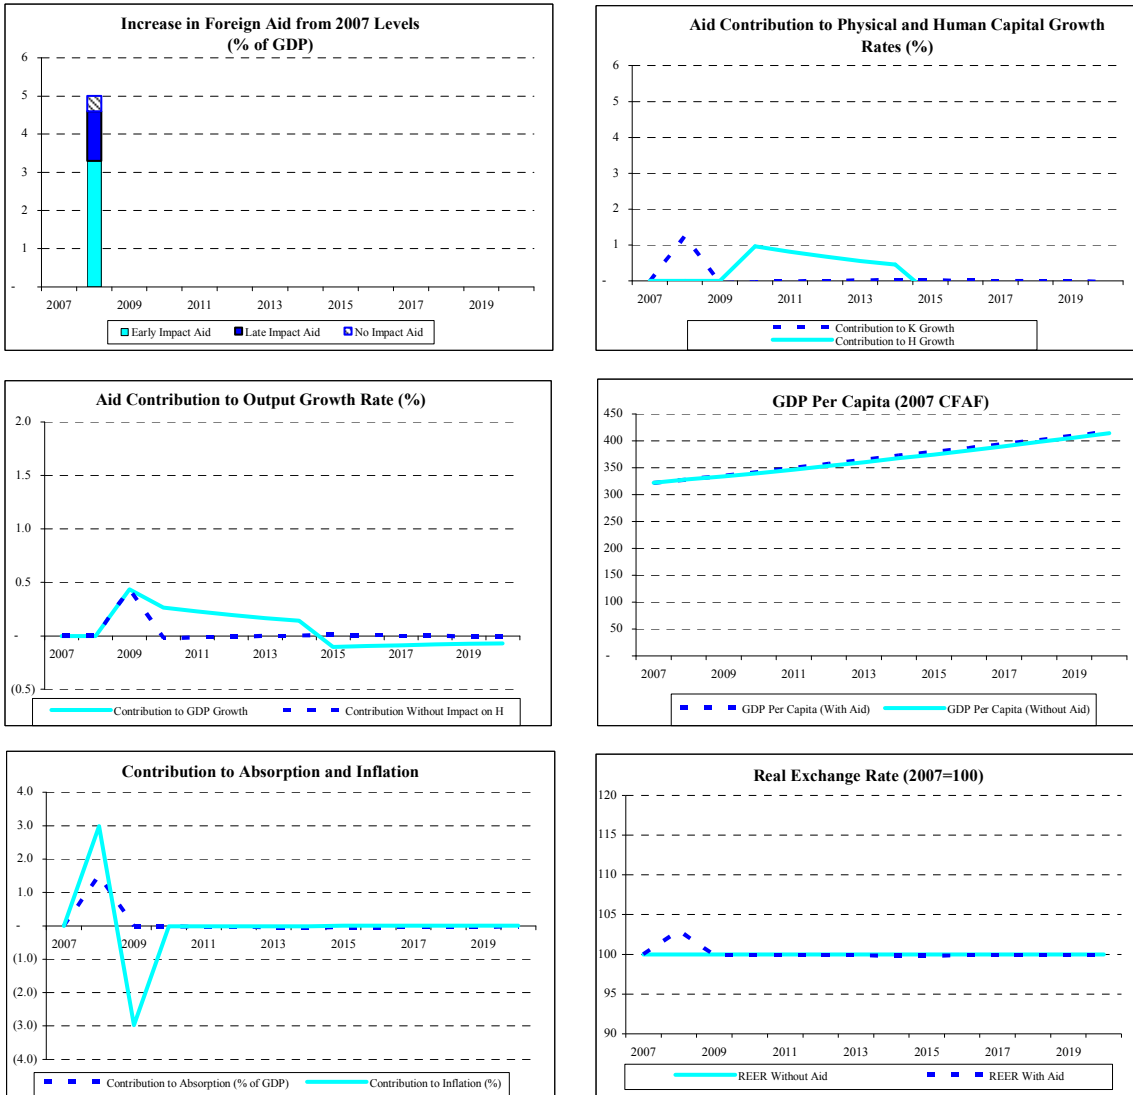 Increase in Foreign Aid from 2007 Levels
(% of GDP)
6
5
4
3
2
1
-
2007 2009 2011 2013 2015 2017 2019
Early Impact Aid Late Impact Aid No Impact Aid
Aid Contribution to Physical and Human Capital Growth
Rates (%)
6
5
4
3
2
1
-
2007 2009 2011 2013 2015 2017 2019
Contribution to K Growth
Contribution to H Growth
Aid Contribution to Output Growth Rate (%)
2.0
1.5
1.0
0.5
-
(0.5)
2007 2009 2011 2013 2015 2017 2019
Contribution to GDP Growth Contribution Without Impact on H
GDP Per Capita (2007 CFAF)
450
400
350
300
250
200
150
100
50
-
2007 2009 2011 2013 2015 2017 2019
GDP Per Capita (With Aid) GDP Per Capita (Without Aid)
Contribution to Absorption and Inflation
4.0
3.0
2.0
1.0
-
(1.0)
(2.0)
(3.0)
(4.0)
2007 2009 2011 2013 2015 2017 2019
Contribution to Absorption (% of GDP) Contribution to Inflation (%)
Real Exchange Rate (2007=100)
120
115
110
105
100
95
90
2007 2009 2011 2013 2015 2017 2019
REER Without Aid REER With Aid